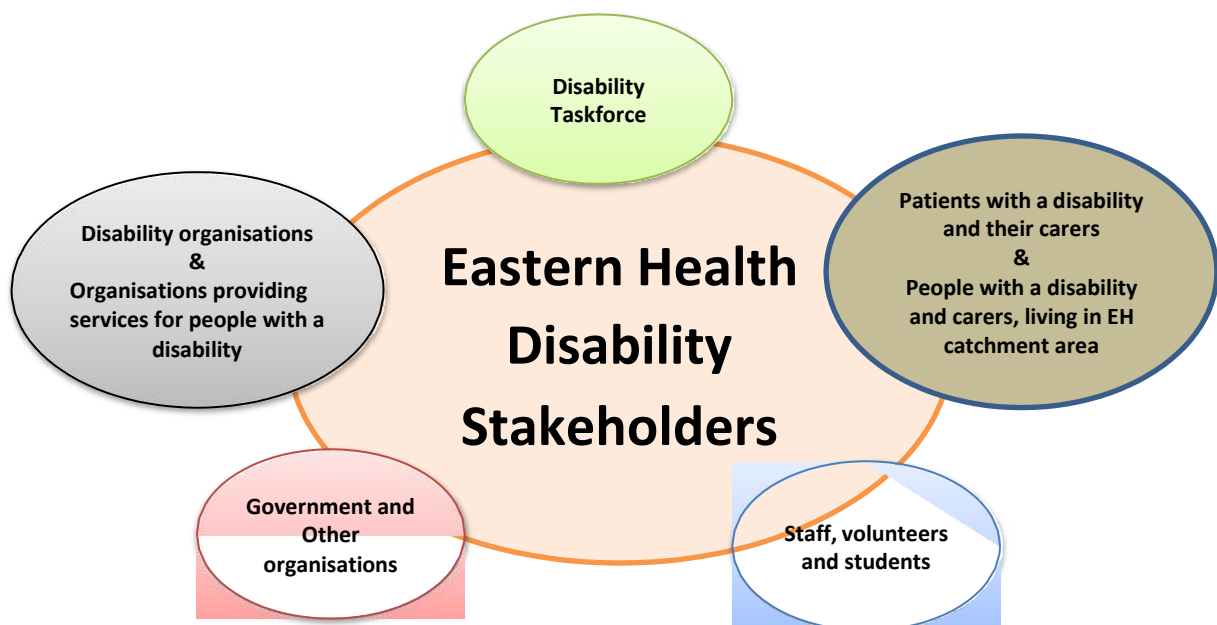 Disability
Taskforce
Disability organisations
&
Organisations providing
services for people with a
disability
Eastern Health
Disability
Stakeholders
Patients with a disability
and their carers
&
People with a disability
and carers, living in EH
catchment area
Government and
Other
organisations
Staff, volunteers
and students